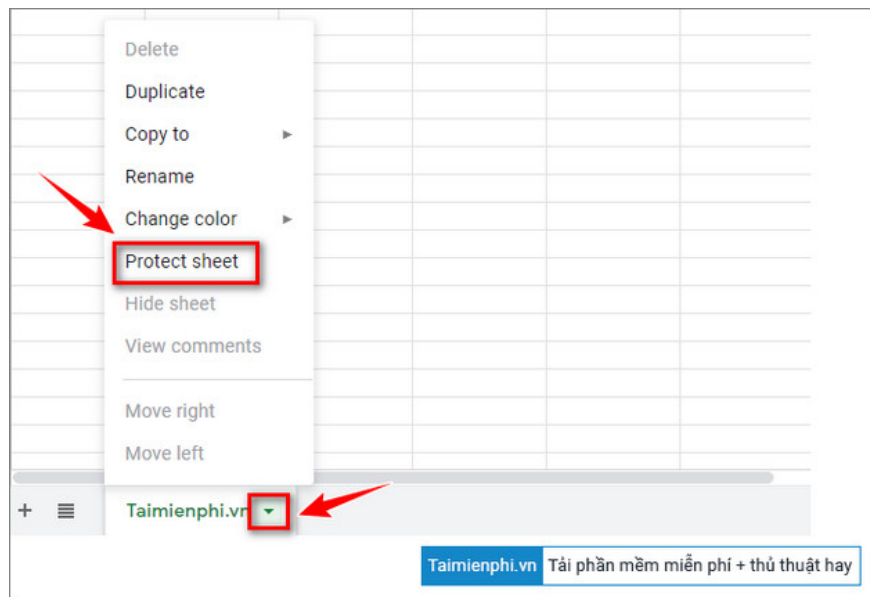 Delete
Duplicate
Copy to
Rename
Change color
Protect sheet
Hide sheet
View comments
Move right
Move left
Taimienphi.vn
Taimienphi.vn Tải phần mềm miễn phí + thủ thuật hay